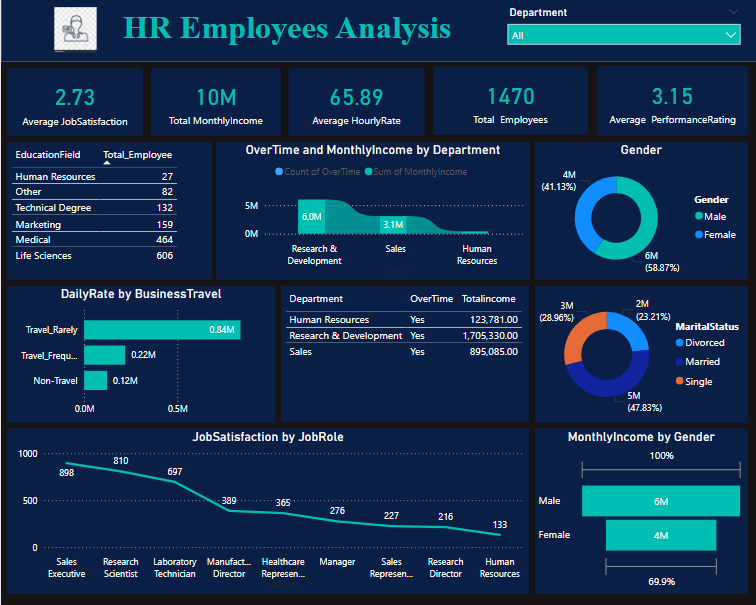 HR Employees Analysis
Department
All
2.73
Average JobSatisfaction
10M
Total MonthlyIncome
65.89
Average HourlyRate
1470
Total Employees
3.15
Average PerformanceRating
EducationField Total_Employee
Human Resources 27
Other 82
Technical Degree 132
Marketing 159
Medical 464
Life Sciences 606
OverTime and MonthlyIncome by Department
Count of OverTime Sum of MonthlyIncome
5M
0M
6.0M
3.1M
Research &
Development
Sales
Human
Resources
Gender
4M
(41.13%)
6M
(58.87%)
Gender
Male
Female
DailyRate by BusinessTravel
Travel_Rarely 0.84M
Travel_Frequ... 0.22M
Non-Travel 0.12M
0.0M 0.5M
Department OverTime Totalincome
Human Resources Yes 123,781.00
Research & Development Yes 1,705,330.00
Sales Yes 895,085.00
3M
(28.96%)
2M
(23.21%)
5M
(47.83%)
MaritalStatus
Divorced
Married
Single
JobSatisfaction by JobRole
1000
500
0
898
810
697
389
365
276
227
216
133
Sales
Executive
Research
Scientist
Laboratory
Technician
Manufact...
Director
Healthcare
Represen...
Manager
Sales
Represen...
Research
Director
Human
Resources
MonthlyIncome by Gender
100%
Male 6M
Female 4M
69.9%